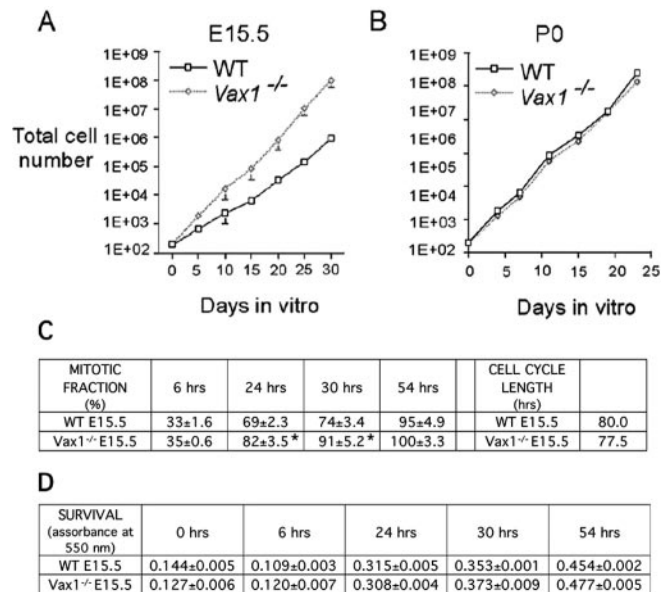 A
E15.5
1E+09
1E+08
1E+07
1E+06
1E+05
1E+04
1E+03
1E+02
WT
Vax1 -/-
Total cell
number
0 5 10 15 20 25 30
Days in vitro
B
P0
1E+09
1E+08
1E+07
1E+06
1E+05
1E+04
1E+03
1E+02
WT
Vax1 -/-
0 5 10 15 20 25
Days in vitro
C
MITOTIC FRACTION (%) 6 hrs 24 hrs 30 hrs 54 hrs CELL CYCLE LENGTH (hrs)
WT E15.5 33±1.6 69±2.3 74±3.4 95±4.9 WT E15.5 80.0
Vax1-/-E15.5 35±0.6 82±3.5* 91±5.2* 100±3.3 Vax1-/-E15.5 77.5
D
SURVIVAL (assorbance at 550 nm) 0 hrs 6 hrs 24 hrs 30 hrs 54 hrs
WT E15.5 0.144±0.005 0.109±0.003 0.315±0.005 0.353±0.001 0.454±0.002
Vax1-/-E15.5 0.127±0.006 0.120±0.007 0.308±0.004 0.373±0.009 0.477±0.005